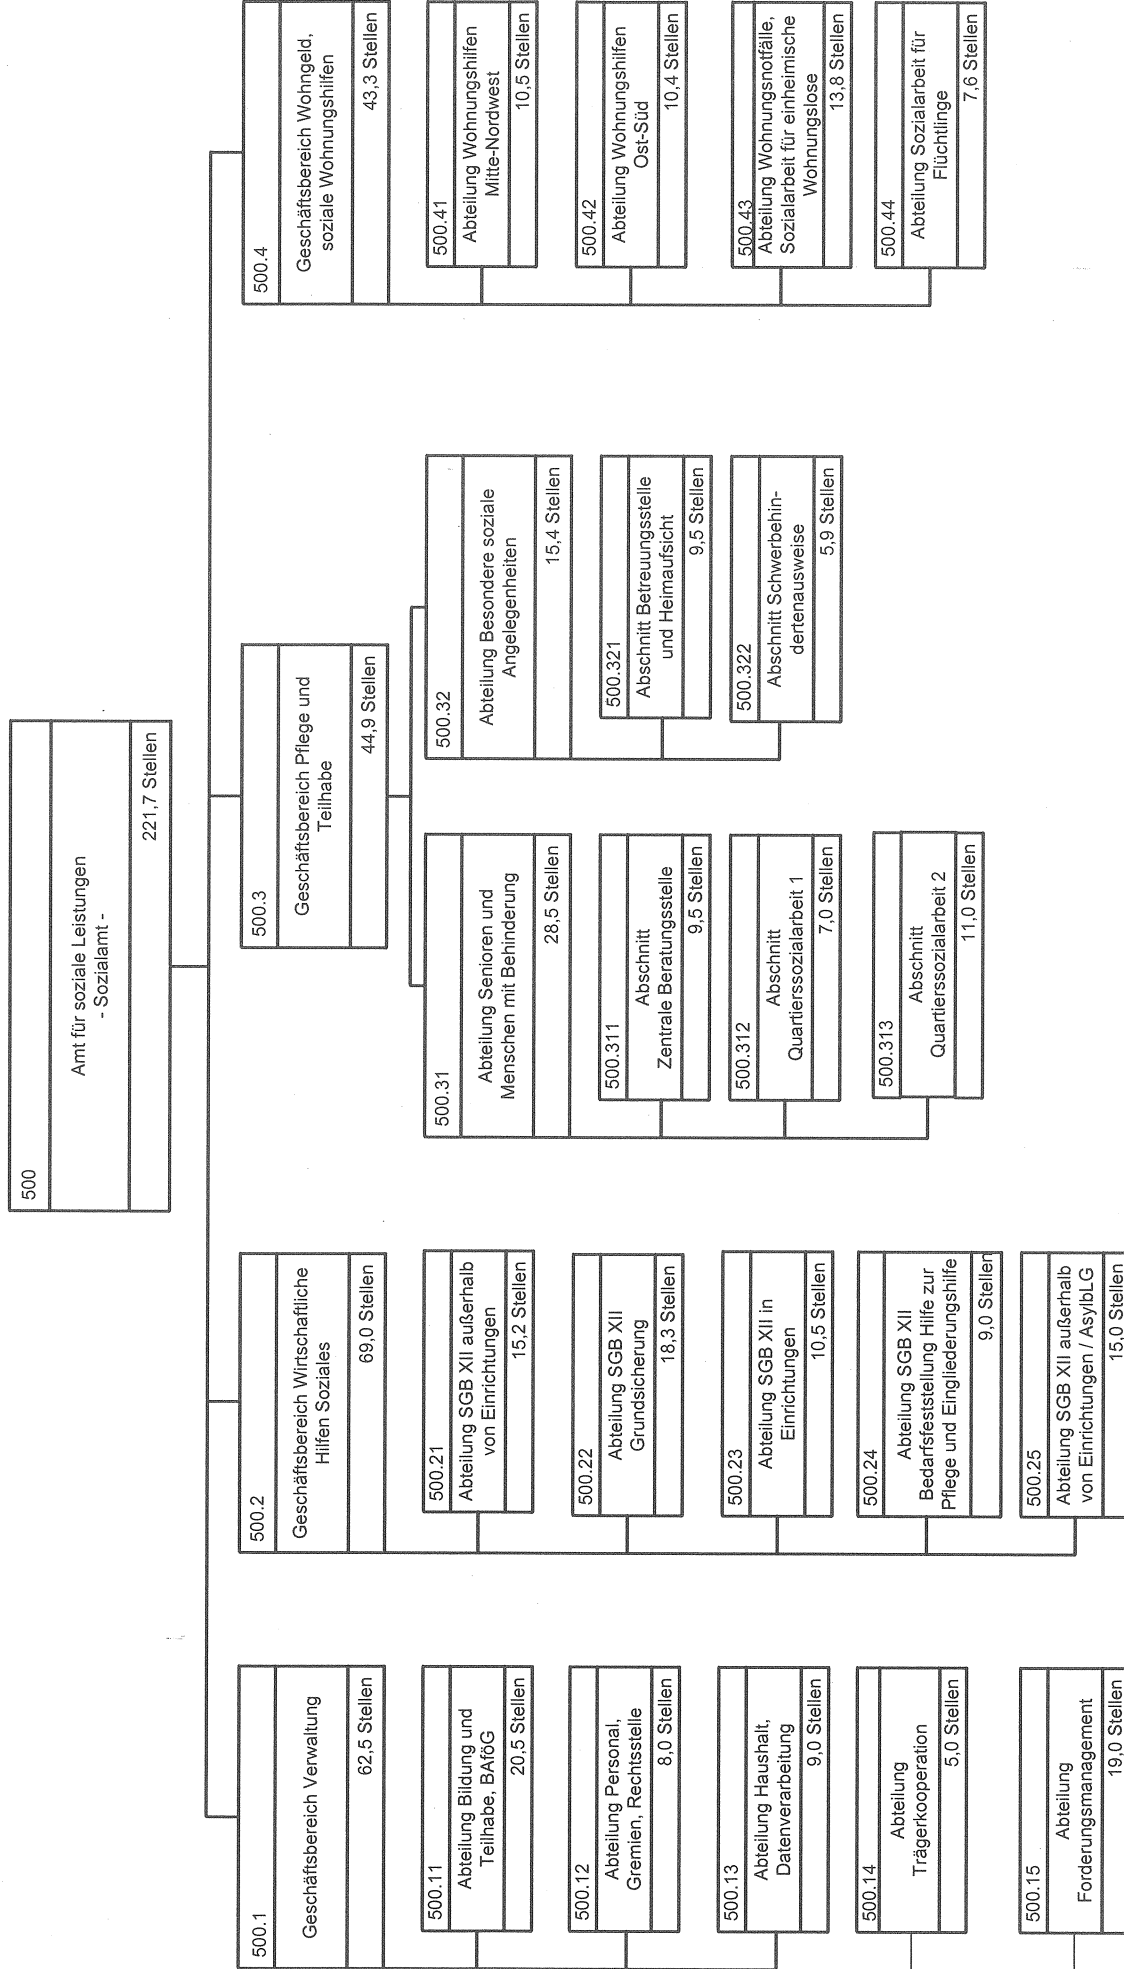 500
Amt für soziale Leistungen
- Sozialamt -
221,7 Stellen
500.1
Geschäftsbereich Verwaltung
62,5 Stellen
500.11
Abteilung Bildung und
Teilhabe, BAföG
20,5 Stellen
500.12
Abteilung Personal,
Gremien, Rechtsstelle
8,0 Stellen
500.13
Abteilung Haushalt,
Datenverarbeitung
9,0 Stellen
500.14
Abteilung
Trägerkooperation
5,0 Stellen
500.15
Abteilung
Forderungsmanagement
19,0 Stellen
500.2
Geschäftsbereich Wirtschaftliche
Hilfen Soziales
69,0 Stellen
500.21
Abteilung SGB XII außerhalb
von Einrichtungen
15,2 Stellen
500.22
Abteilung SGB XII
Grundsicherung
18,3 Stellen
500.23
Abteilung SGB XII in
Einrichtungen
10,5 Stellen
500.24
Abteilung SGB XII
Bedarfsfeststellung Hilfe zur
Pflege und Eingliederungshilfe
9,0 Stellen
500.25
Abteilung SGB XII außerhalb
von Einrichtungen / AsylbLG
15,0 Stellen
500.3
Geschäftsbereich Pflege und
Teilhabe
44,9 Stellen
500.31
Abteilung Senioren und
Menschen mit Behinderung
28,5 Stellen
500.311
Abschnitt
Zentrale Beratungsstelle
9,5 Stellen
500.312
Abschnitt
Quartierssozialarbeit 1
7,0 Stellen
500.313
Abschnitt
Quartierssozialarbeit 2
11,0 Stellen
500.32
Abteilung Besondere soziale
Angelegenheiten
15,4 Stellen
500.321
Abschnitt Betreuungsstelle
und Heimaufsicht
9,5 Stellen
500.322
Abschnitt Schwerbehin-
dertenausweise
5,9 Stellen
500.4
Geschäftsbereich Wohngeld,
soziale Wohnungshilfen
43,3 Stellen
500.41
Abteilung Wohnungshilfen
Mitte-Nordwest
10,5 Stellen
500.42
Abteilung Wohnungshilfen
Ost-Süd
10,4 Stellen
500.43
Abteilung Wohnungsnotfälle,
Sozialarbeit für einheimische
Wohnungslose
13,8 Stellen
500.44
Abteilung Sozialarbeit für
Flüchtlinge
7,6 Stellen